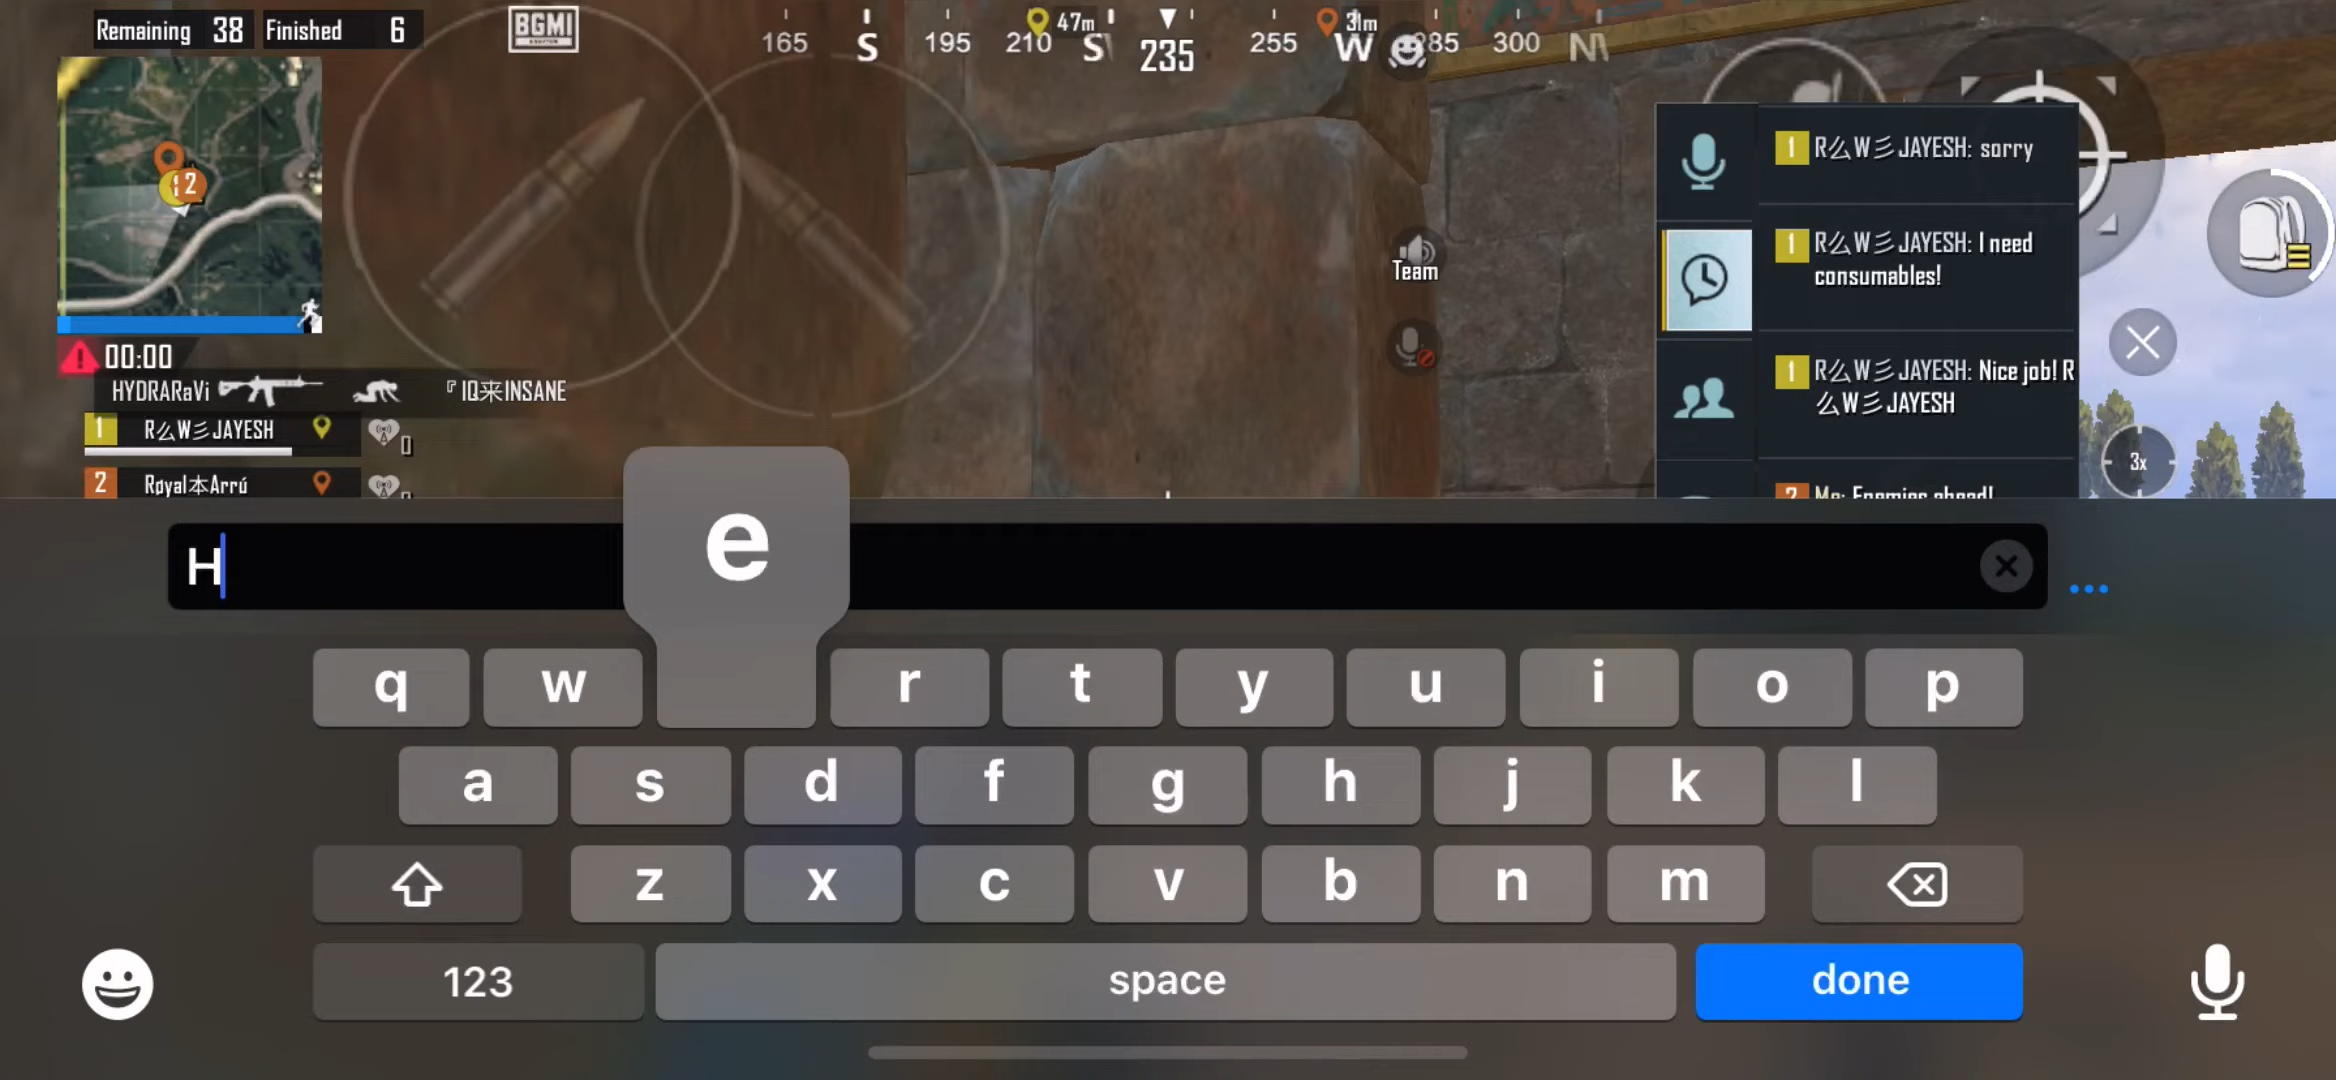 Remaining 38 Finished 6
BGMI
165 S 195 210 47m 235 255 31m W 285 300
12
00:00
HYDRARaVi 『IQ来INSANE
1 R么W彡JAYESH 0
2 Røyal本Arrú
Team
1 R么W彡JAYESH: sorry
1 R么W彡JAYESH: I need
consumables!
1 R么W彡JAYESH: Nice job! R
么W彡JAYESH
2 Me: Enemies ahead!
3x
H
e
q w r t y u i o p
a s d f g h j k l
z x c v b n m
123 space done